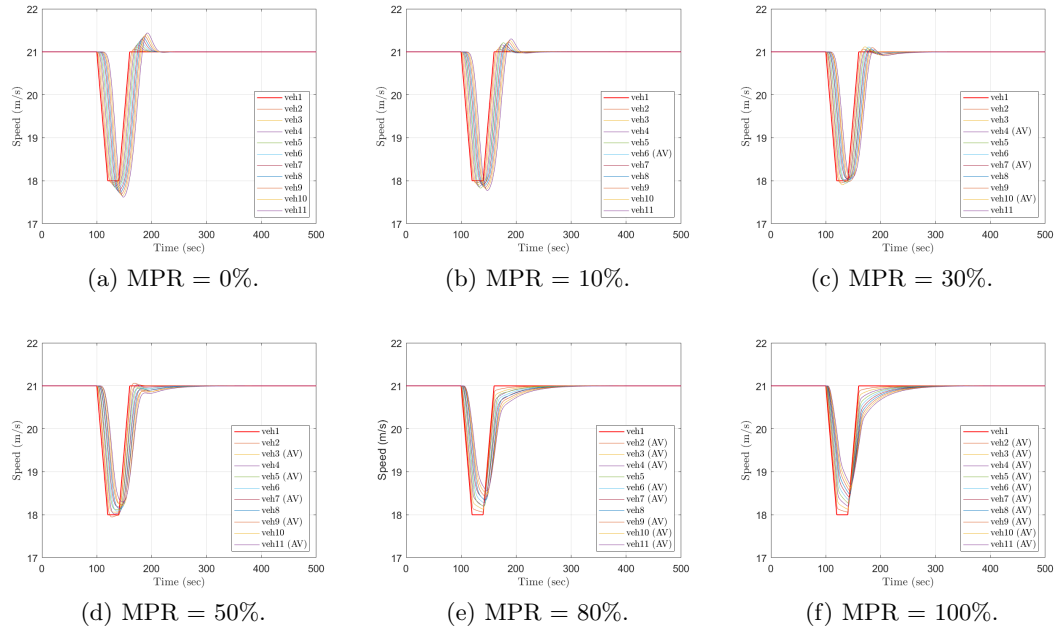 22
21
20
19
18
17
Speed (m/s)
veh1
veh2
veh3
veh4
veh5
veh6
veh7
veh8
veh9
veh10
veh11
0 100 200 300 400 500
Time (sec)
(a) MPR = 0%.
22
21
20
19
18
17
Speed (m/s)
veh1
veh2
veh3
veh4
veh5
veh6 (AV)
veh7
veh8
veh9
veh10
veh11
0 100 200 300 400 500
Time (sec)
(b) MPR = 10%.
22
21
20
19
18
17
Speed (m/s)
veh1
veh2
veh3
veh4 (AV)
veh5
veh6
veh7 (AV)
veh8
veh9
veh10 (AV)
veh11
0 100 200 300 400 500
Time (sec)
(c) MPR = 30%.
22
21
20
19
18
17
Speed (m/s)
veh1
veh2
veh3 (AV)
veh4
veh5 (AV)
veh6
veh7 (AV)
veh8
veh9 (AV)
veh10
veh11 (AV)
0 100 200 300 400 500
Time (sec)
(d) MPR = 50%.
22
21
20
19
18
17
Speed (m/s)
veh1
veh2 (AV)
veh3 (AV)
veh4 (AV)
veh5
veh6 (AV)
veh7 (AV)
veh8
veh9 (AV)
veh10 (AV)
veh11 (AV)
0 100 200 300 400 500
Time (sec)
(e) MPR = 80%.
22
21
20
19
18
17
Speed (m/s)
veh1
veh2 (AV)
veh3 (AV)
veh4 (AV)
veh5 (AV)
veh6 (AV)
veh7 (AV)
veh8 (AV)
veh9 (AV)
veh10 (AV)
veh11 (AV)
0 100 200 300 400 500
Time (sec)
(f) MPR = 100%.